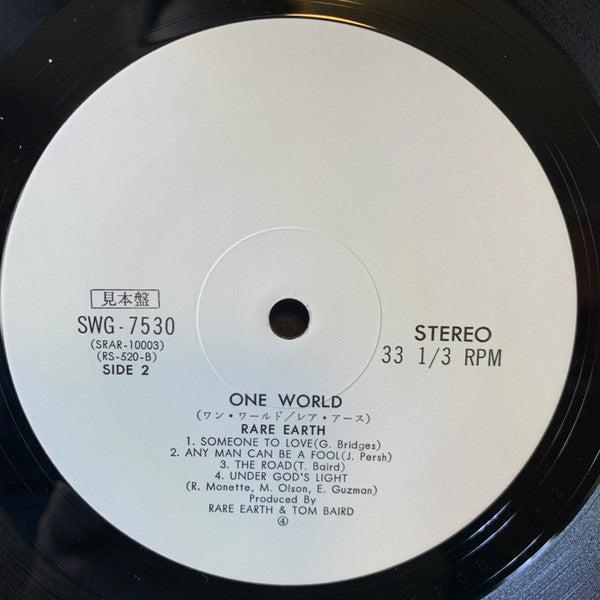 見本盤
SWG-7530
(SRAR-10003)
(RS-520-B)
SIDE 2
STEREO
33 1/3 RPM
ONE WORLD
(ワン・ワールド／レア・アース)
RARE EARTH
1. SOMEONE TO LOVE(G. Bridges)
2. ANY MAN CAN BE A FOOL(J. Persh)
3. THE ROAD(T. Baird)
4. UNDER GOD'S LIGHT
(R. Monette, M. Olson, E. Guzman)
Produced By
RARE EARTH & TOM BAIRD
④